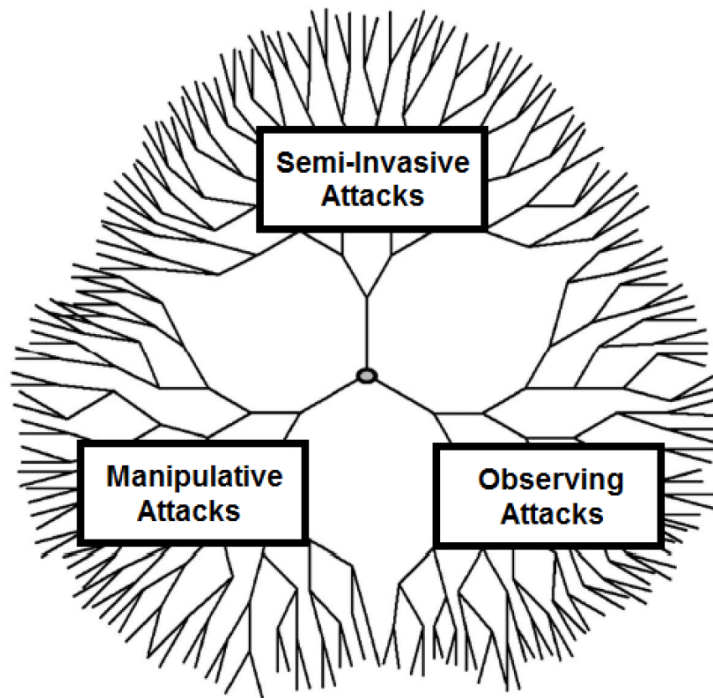 Semi-Invasive
Attacks
Manipulative
Attacks
Observing
Attacks